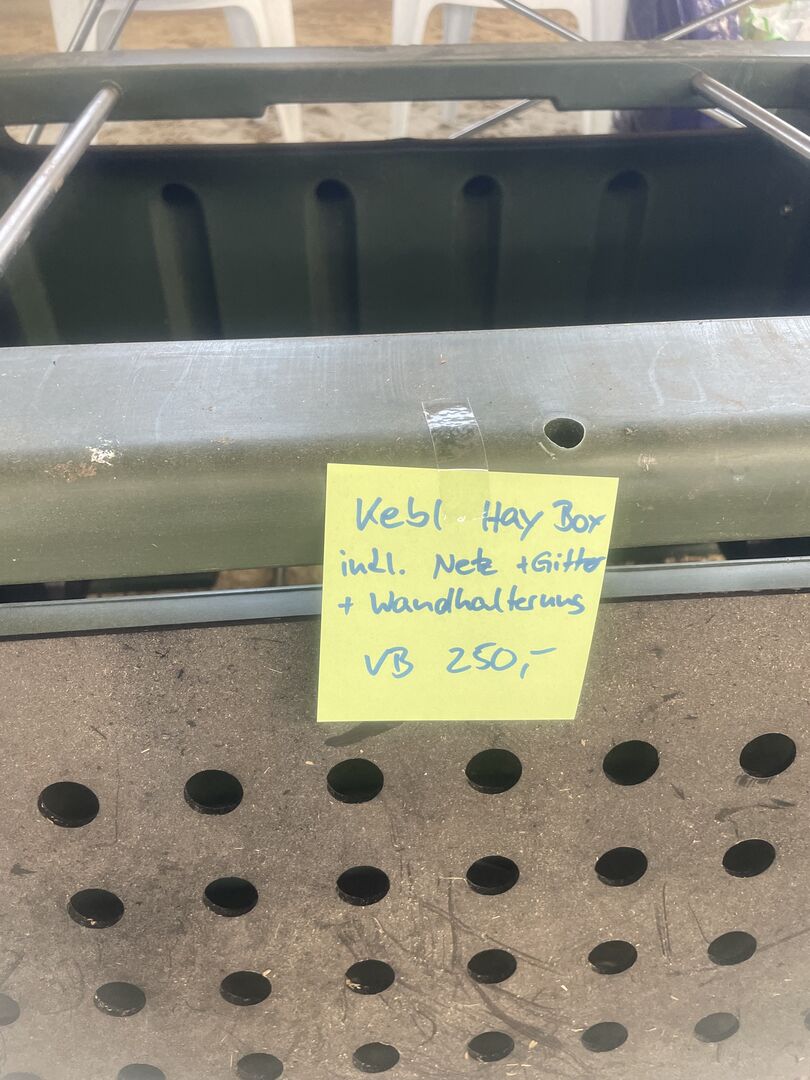 Kebl. Hay Box
inkl. Netz + Gitter
+ Wandhalterung
VB 250,-